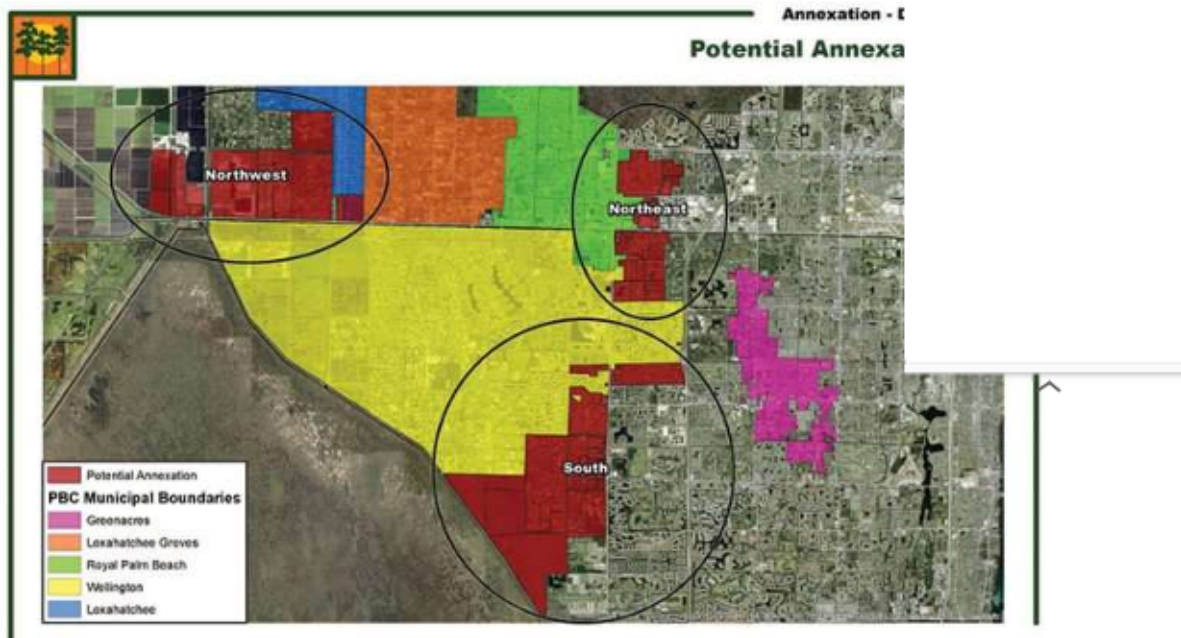 Annexation - D
Potential Annexa
Northwest
Northeast
South
Potential Annexation
PBC Municipal Boundaries
Greenacres
Loxahatchee Groves
Royal Palm Beach
Wellington
Loxahatchee